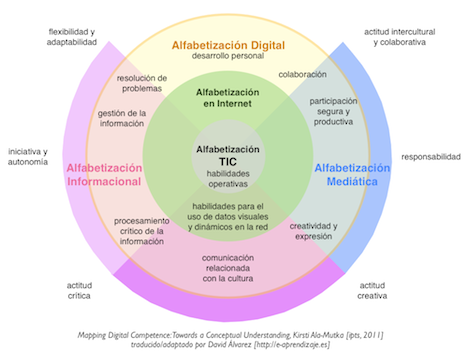 flexibilidad y
adaptabilidad
actitud intercultural
y colaborativa
Alfabetización Digital
desarrollo personal
resolución de
problemas
colaboración
Alfabetización
en Internet
gestión de la
información
participación
segura y
productiva
iniciativa y
autonomía
Alfabetización
TIC
habilidades
operativas
Alfabetización
Informacional
Alfabetización
Mediática
responsabilidad
habilidades para el
uso de datos visuales
y dinámicos en la red
procesamiento
crítico de la
información
creatividad y
expresión
comunicación
relacionada
con la cultura
actitud
crítica
actitud
creativa
Mapping Digital Competence:Towards a Conceptual Understanding, Kirsti Ala-Mutka [ipts, 2011]
traducido/adaptado por David Álvarez [http://e-aprendizaje.es]